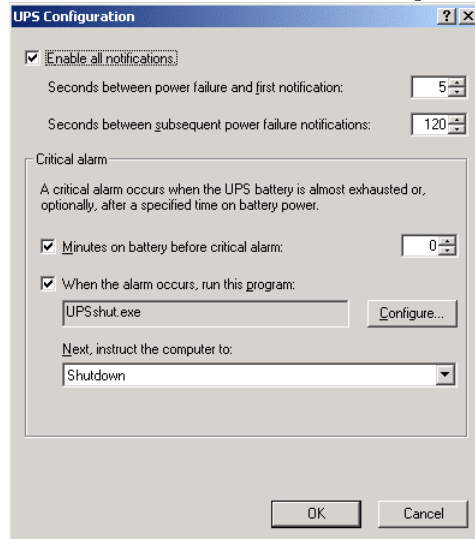 UPS Configuration
Enable all notifications.
Seconds between power failure and first notification: 5
Seconds between subsequent power failure notifications: 120
Critical alarm
A critical alarm occurs when the UPS battery is almost exhausted or,
optionally, after a specified time on battery power.
Minutes on battery before critical alarm: 0
When the alarm occurs, run this program:
UPSshut.exe Configure...
Next, instruct the computer to:
Shutdown
OK Cancel